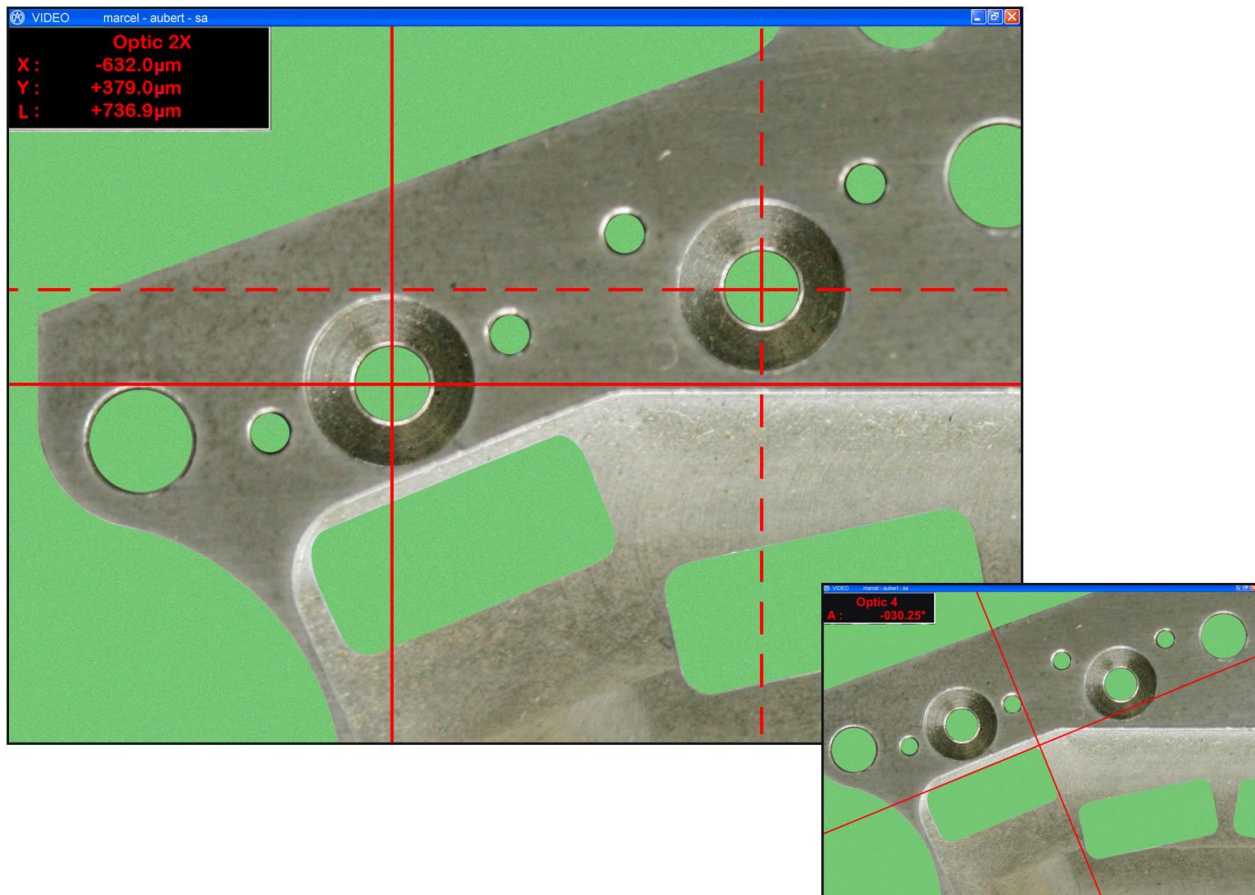 VIDEO marcel - aubert - sa
Optic 2X
X : -632.0µm
Y : +379.0µm
L : +736.9µm
VIDEO marcel - aubert - sa
Optic 4
A : -030.25°